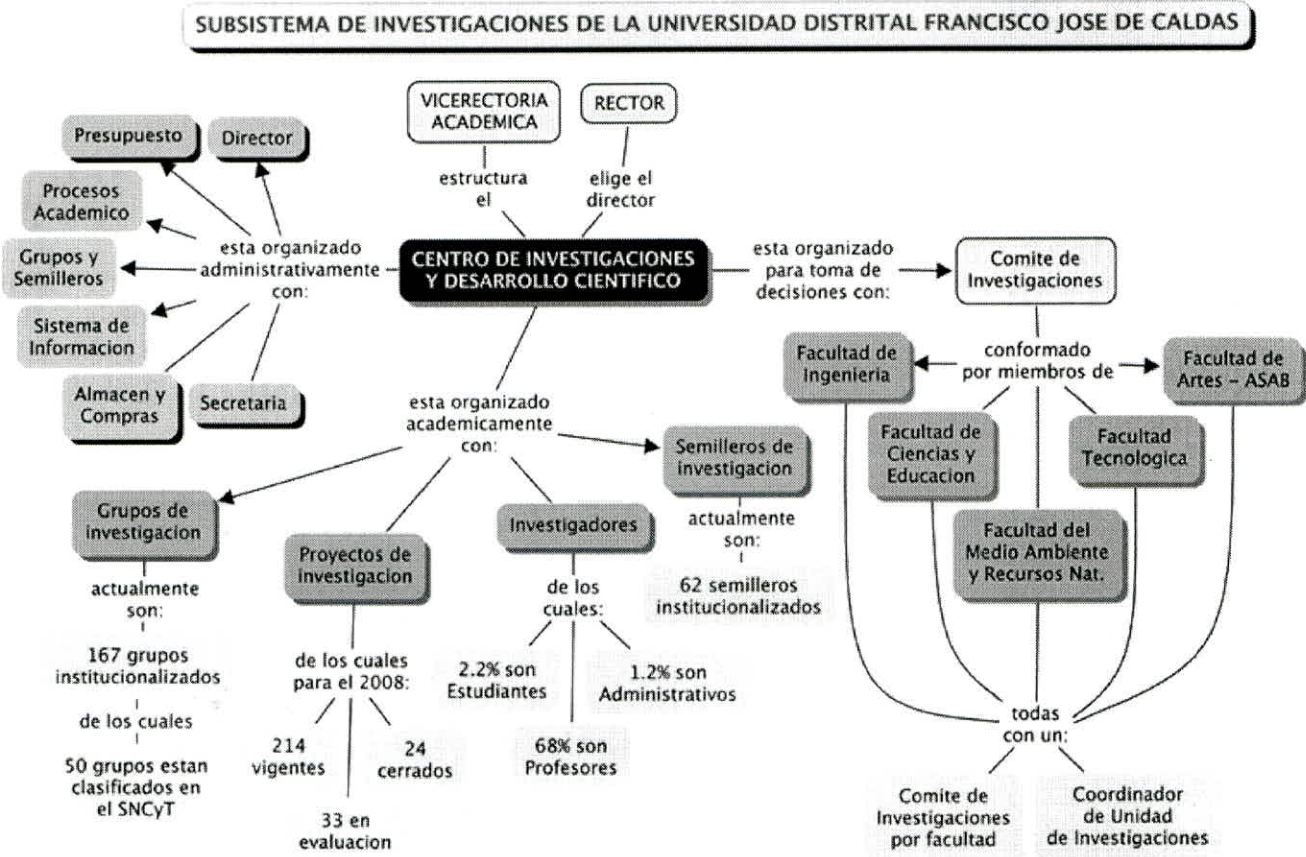 SUBSISTEMA DE INVESTIGACIONES DE LA UNIVERSIDAD DISTRITAL FRANCISCO JOSE DE CALDAS
VICERECTORIA
ACADEMICA
RECTOR
estructura
el
elige el
director
CENTRO DE INVESTIGACIONES
Y DESARROLLO CIENTIFICO
esta organizado
administrativamente
con:
Presupuesto
Director
Procesos
Academico
Grupos y
Semilleros
Sistema de
Informacion
Almacen y
Compras
Secretaria
esta organizado
para toma de
decisiones con:
Comite de
Investigaciones
conformado
por miembros de
Facultad de
Ingenieria
Facultad de
Artes – ASAB
Facultad de
Ciencias y
Educacion
Facultad
Tecnologica
Facultad del
Medio Ambiente
y Recursos Nat.
todas
con un:
Comite de
Investigaciones
por facultad
Coordinador
de Unidad
de Investigaciones
esta organizado
academicamente
con:
Grupos de
investigacion
actualmente
son:
167 grupos
institucionalizados
de los cuales
50 grupos estan
clasificados en
el SNCyT
Proyectos de
investigacion
de los cuales
para el 2008:
214
vigentes
33 en
evaluacion
24
cerrados
Investigadores
de los
cuales:
2.2% son
Estudiantes
68% son
Profesores
1.2% son
Administrativos
Semilleros de
investigacion
actualmente
son:
62 semilleros
institucionalizados